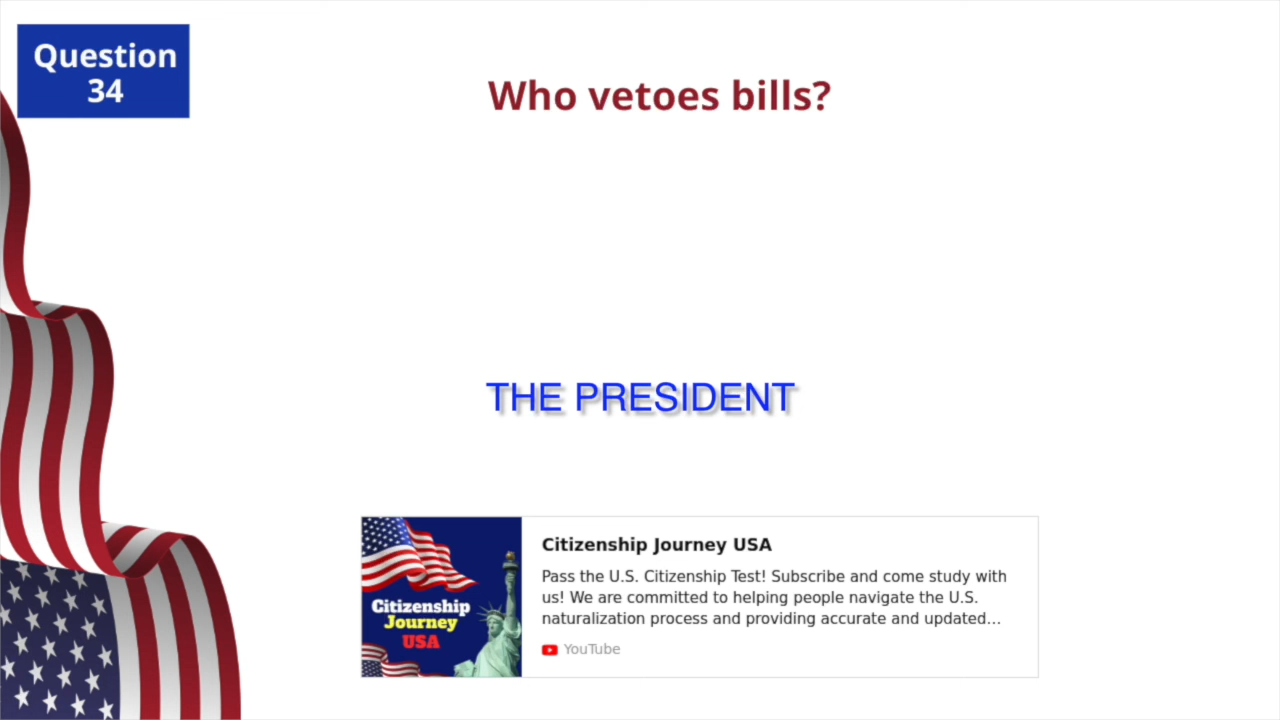 Question
34
Who vetoes bills?
THE PRESIDENT
Citizenship
Journey
USA
Citizenship Journey USA
Pass the U.S. Citizenship Test! Subscribe and come study with
us! We are committed to helping people navigate the U.S.
naturalization process and providing accurate and updated...
YouTube